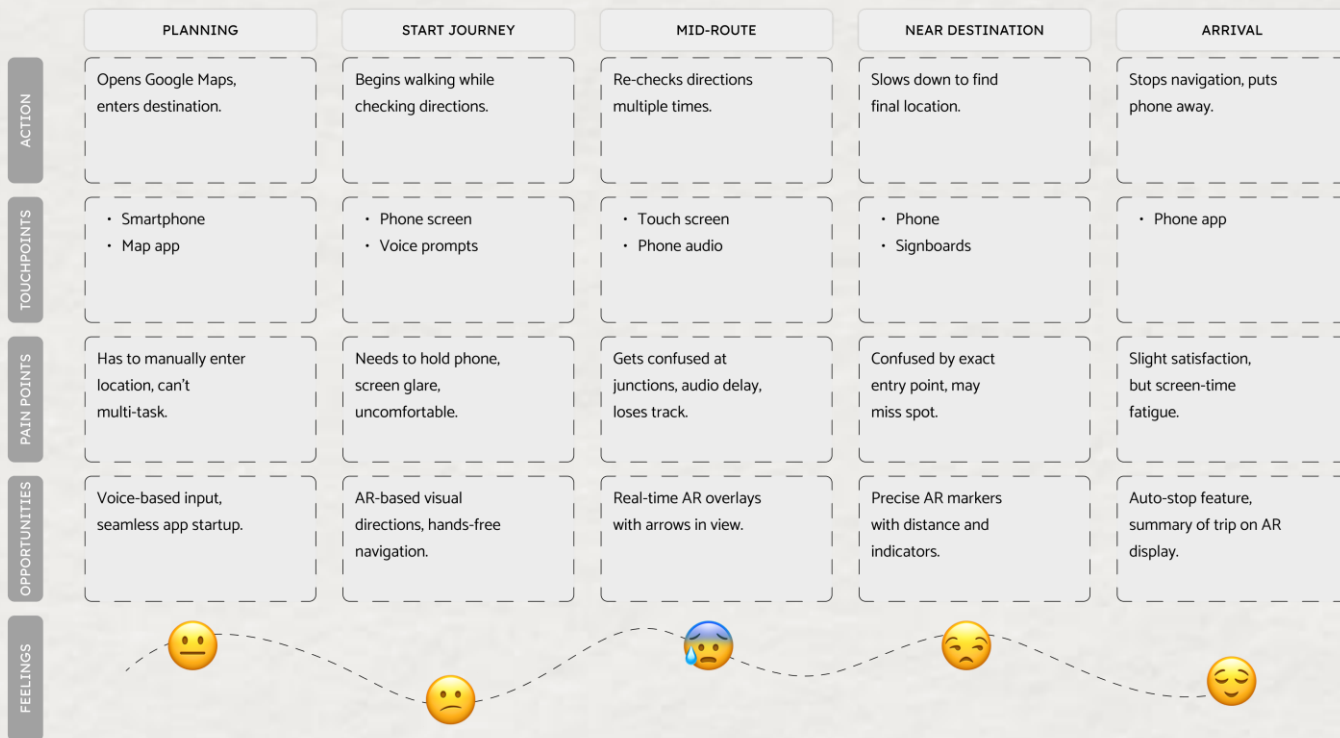 PLANNING
START JOURNEY
MID-ROUTE
NEAR DESTINATION
ARRIVAL
ACTION
Opens Google Maps,
enters destination.
Begins walking while
checking directions.
Re-checks directions
multiple times.
Slows down to find
final location.
Stops navigation, puts
phone away.
TOUCHPOINTS
• Smartphone
• Map app
• Phone screen
• Voice prompts
• Touch screen
• Phone audio
• Phone
• Signboards
• Phone app
PAIN POINTS
Has to manually enter
location, can't
multi-task.
Needs to hold phone,
screen glare,
uncomfortable.
Gets confused at
junctions, audio delay,
loses track.
Confused by exact
entry point, may
miss spot.
Slight satisfaction,
but screen-time
fatigue.
OPPORTUNITIES
Voice-based input,
seamless app startup.
AR-based visual
directions, hands-free
navigation.
Real-time AR overlays
with arrows in view.
Precise AR markers
with distance and
indicators.
Auto-stop feature,
summary of trip on AR
display.
FEELINGS